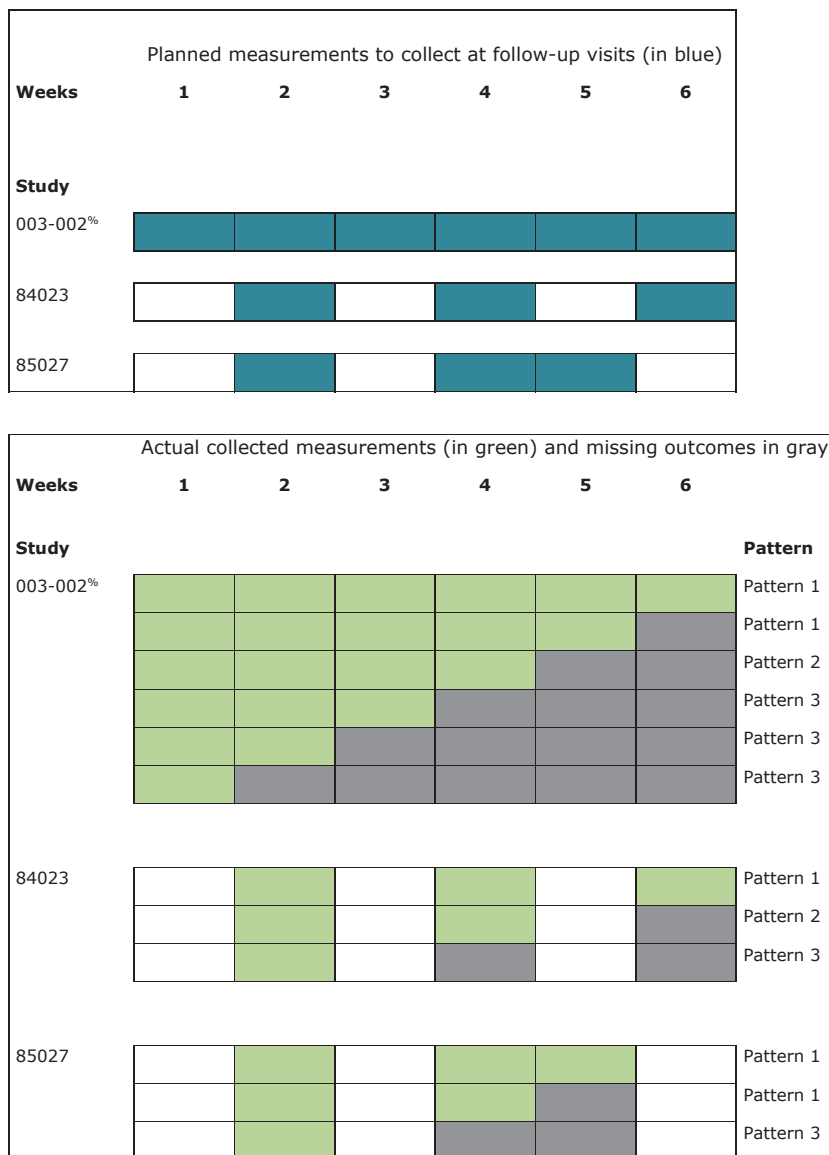 Planned measurements to collect at follow-up visits (in blue)
Weeks 1 2 3 4 5 6
Study
003-002%
84023
85027
Actual collected measurements (in green) and missing outcomes in gray
Weeks 1 2 3 4 5 6
Study Pattern
003-002% Pattern 1
Pattern 1
Pattern 2
Pattern 3
Pattern 3
Pattern 3
84023 Pattern 1
Pattern 2
Pattern 3
85027 Pattern 1
Pattern 1
Pattern 3